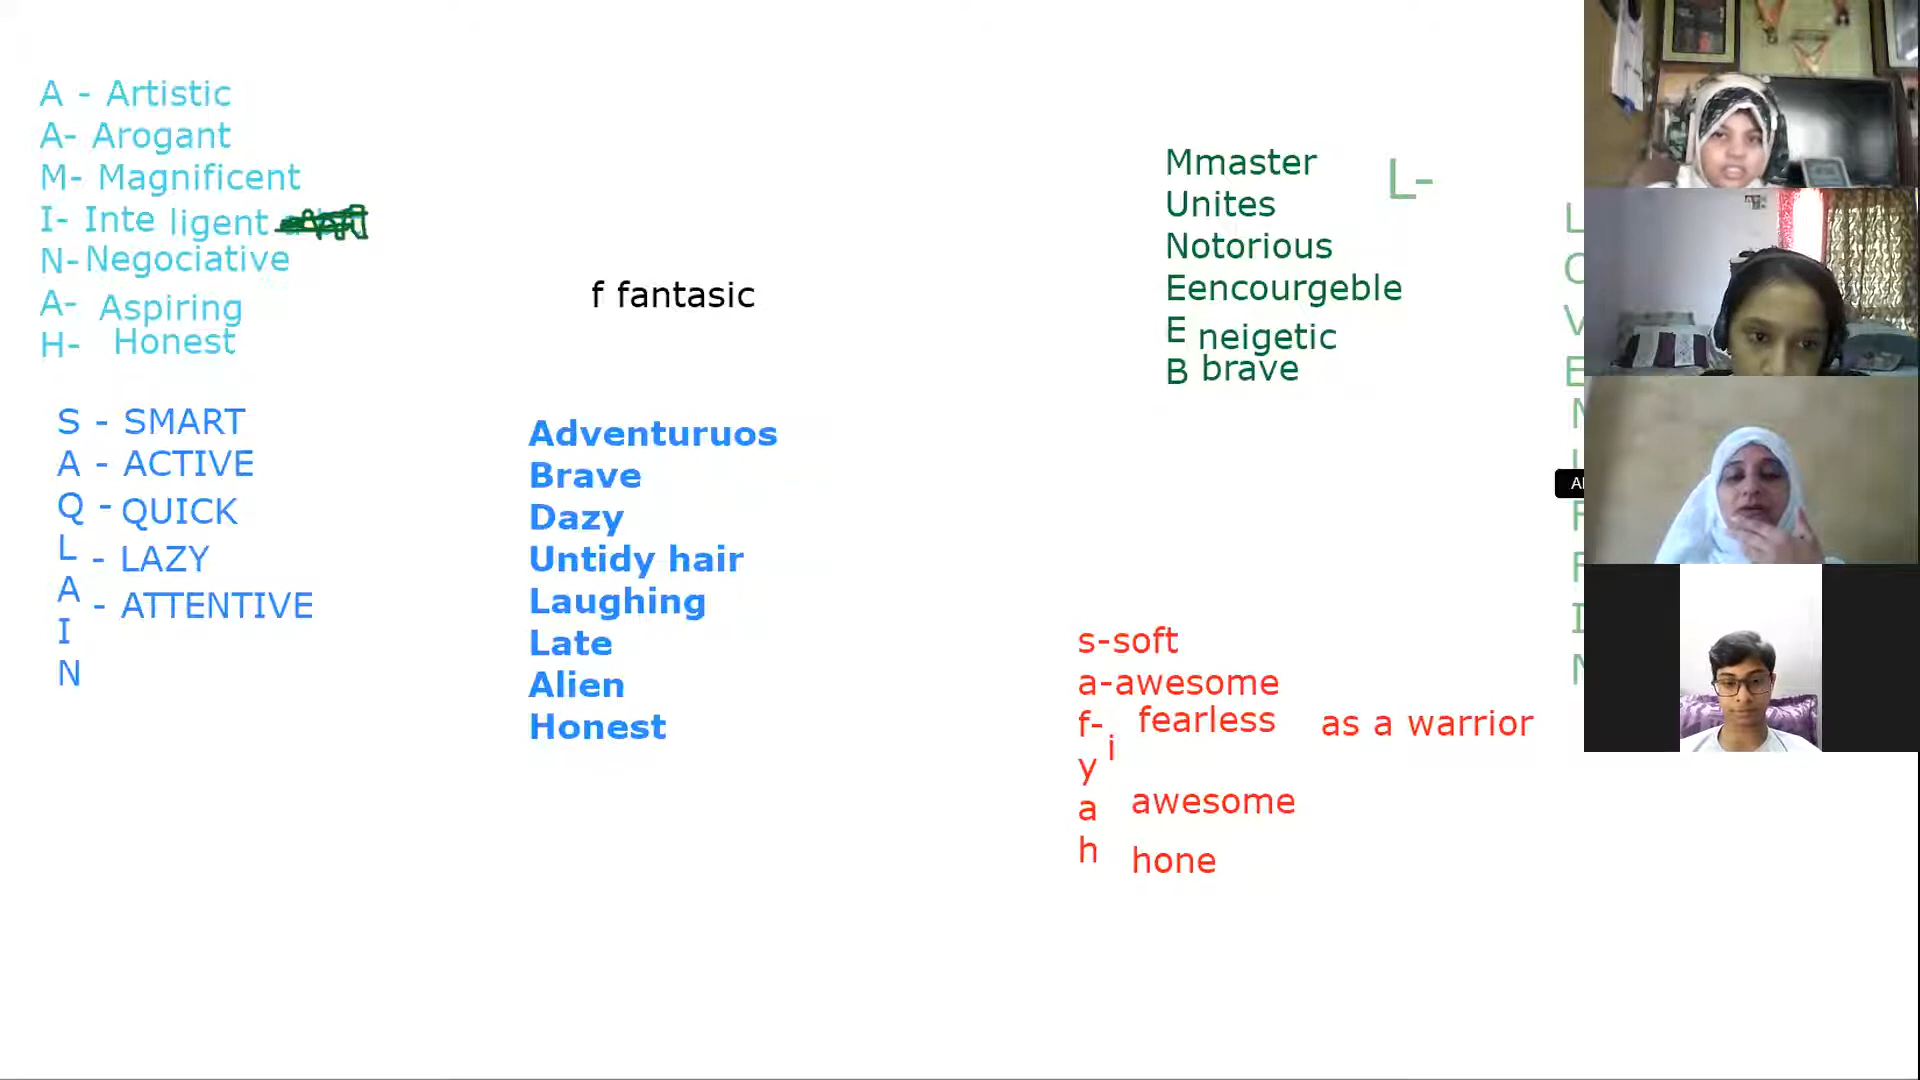 A - Artistic
A- Arogant
M- Magnificent
I- Inte ligent
N- Negociative
A- Aspiring
H- Honest
S - SMART
A - ACTIVE
Q - QUICK
L - LAZY
A - ATTENTIVE
I
N
f fantasic
Adventuruos
Brave
Dazy
Untidy hair
Laughing
Late
Alien
Honest
Mmaster
Unites
Notorious
Eencourgeble
E neigetic
B brave
L-
s-soft
a-awesome
f- fearless as a warrior
i
y
a awesome
h hone
L
O
V
E